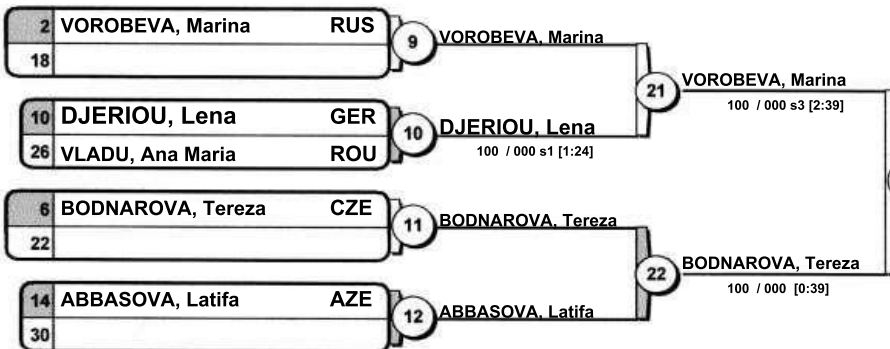 2 VOROBEVA, Marina RUS
18
10 DJERIOU, Lena GER
26 VLADU, Ana Maria ROU
6 BODNAROVA, Tereza CZE
22
14 ABBASOVA, Latifa AZE
30
9 VOROBEVA, Marina
10 DJERIOU, Lena
100 / 000 s1 [1:24]
11 BODNAROVA, Tereza
12 ABBASOVA, Latifa
21 VOROBEVA, Marina
100 / 000 s3 [2:39]
22 BODNAROVA, Tereza
100 / 000 [0:39]